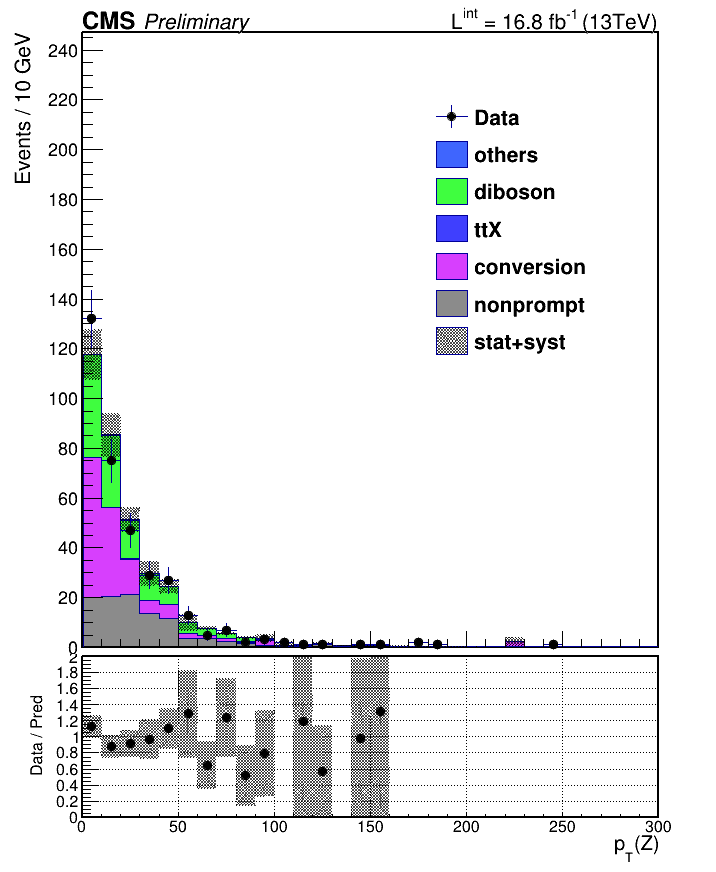 CMS Preliminary L^int = 16.8 fb^-1 (13TeV)
Events / 10 GeV
240
220
200
180
160
140
120
100
80
60
40
20
0
Data
others
diboson
ttX
conversion
nonprompt
stat+syst
Data / Pred
2
1.8
1.6
1.4
1.2
1
0.8
0.6
0.4
0.2
0
0 50 100 150 200 250 300
p_T(Z)